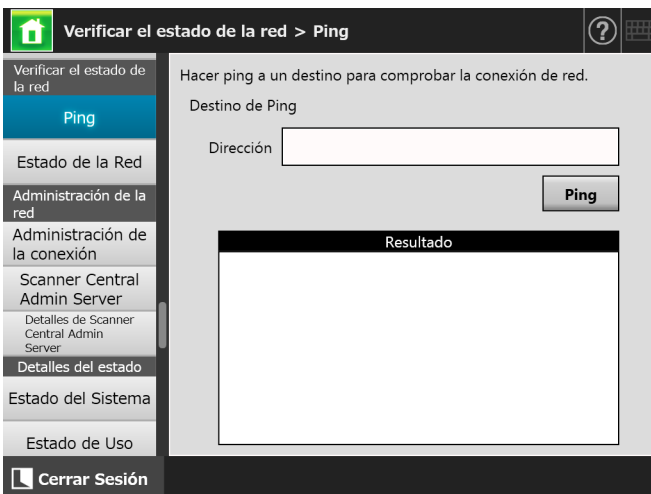 Verificar el estado de la red > Ping
?
Verificar el estado de
la red
Ping
Estado de la Red
Administración de la
red
Administración de
la conexión
Scanner Central
Admin Server
Detalles de Scanner
Central Admin
Server
Detalles del estado
Estado del Sistema
Estado de Uso
Cerrar Sesión
Hacer ping a un destino para comprobar la conexión de red.
Destino de Ping
Dirección
Ping
Resultado